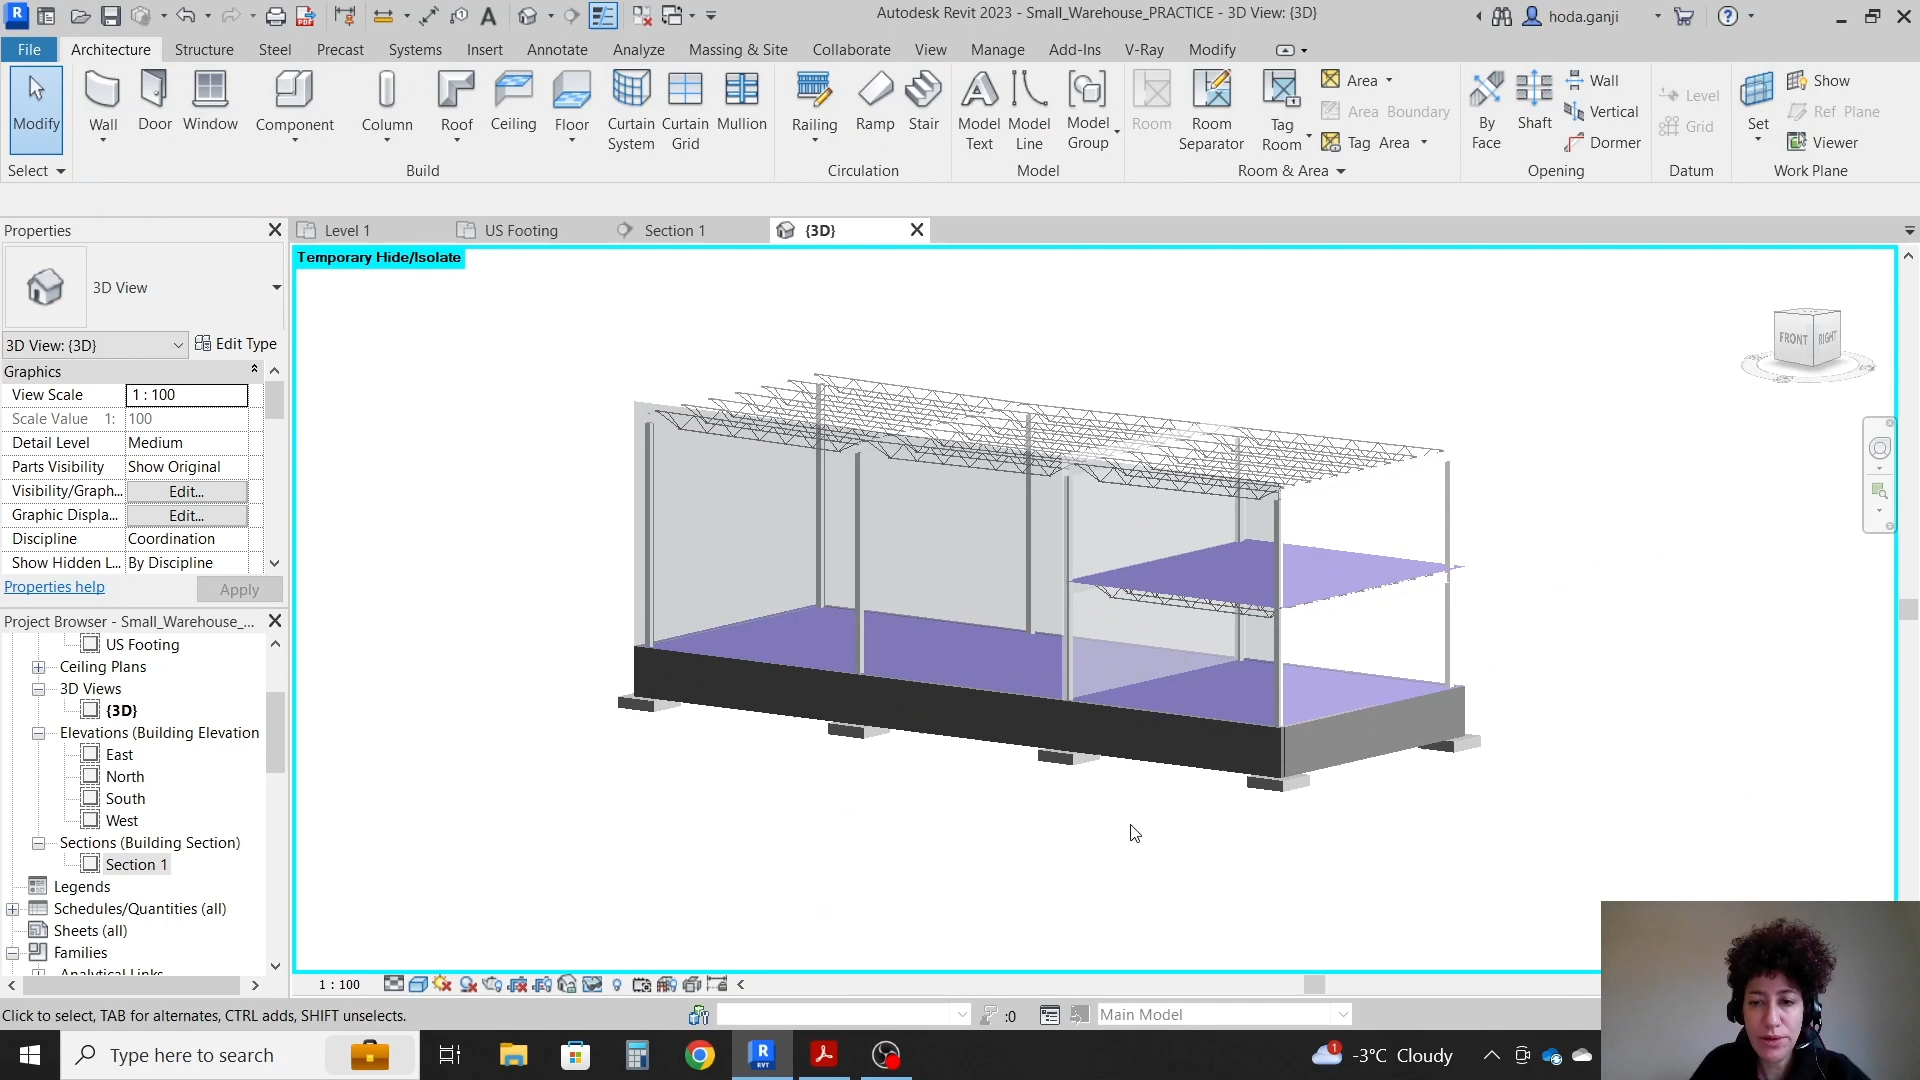 Autodesk Revit 2023 - Small_Warehouse_PRACTICE - 3D View: {3D}
hoda.ganji
File Architecture Structure Steel Precast Systems Insert Annotate Analyze Massing & Site Collaborate View Manage Add-Ins V-Ray Modify
Modify
Wall
Door
Window
Component
Column
Roof
Ceiling
Floor
Curtain System
Curtain Grid
Mullion
Railing
Ramp
Stair
Model Text
Model Line
Model Group
Room
Room Separator
Tag Room
Area
Area Boundary
Tag Area
By Face
Shaft
Wall
Vertical
Dormer
Level
Grid
Set
Show
Ref Plane
Viewer
Select Build Circulation Model Room & Area Opening Datum Work Plane
Properties
Level 1 US Footing Section 1 {3D}
Temporary Hide/Isolate
3D View
3D View: {3D} Edit Type
Graphics
View Scale 1 : 100
Scale Value 1: 100
Detail Level Medium
Parts Visibility Show Original
Visibility/Graph... Edit...
Graphic Displa... Edit...
Discipline Coordination
Show Hidden L... By Discipline
Properties help Apply
FRONT RIGHT
Project Browser - Small_Warehouse_...
US Footing
Ceiling Plans
3D Views
{3D}
Elevations (Building Elevation
East
North
South
West
Sections (Building Section)
Section 1
Legends
Schedules/Quantities (all)
Sheets (all)
Families
1 : 100
Click to select, TAB for alternates, CTRL adds, SHIFT unselects.
:0
Main Model
Type here to search
1
-3°C Cloudy